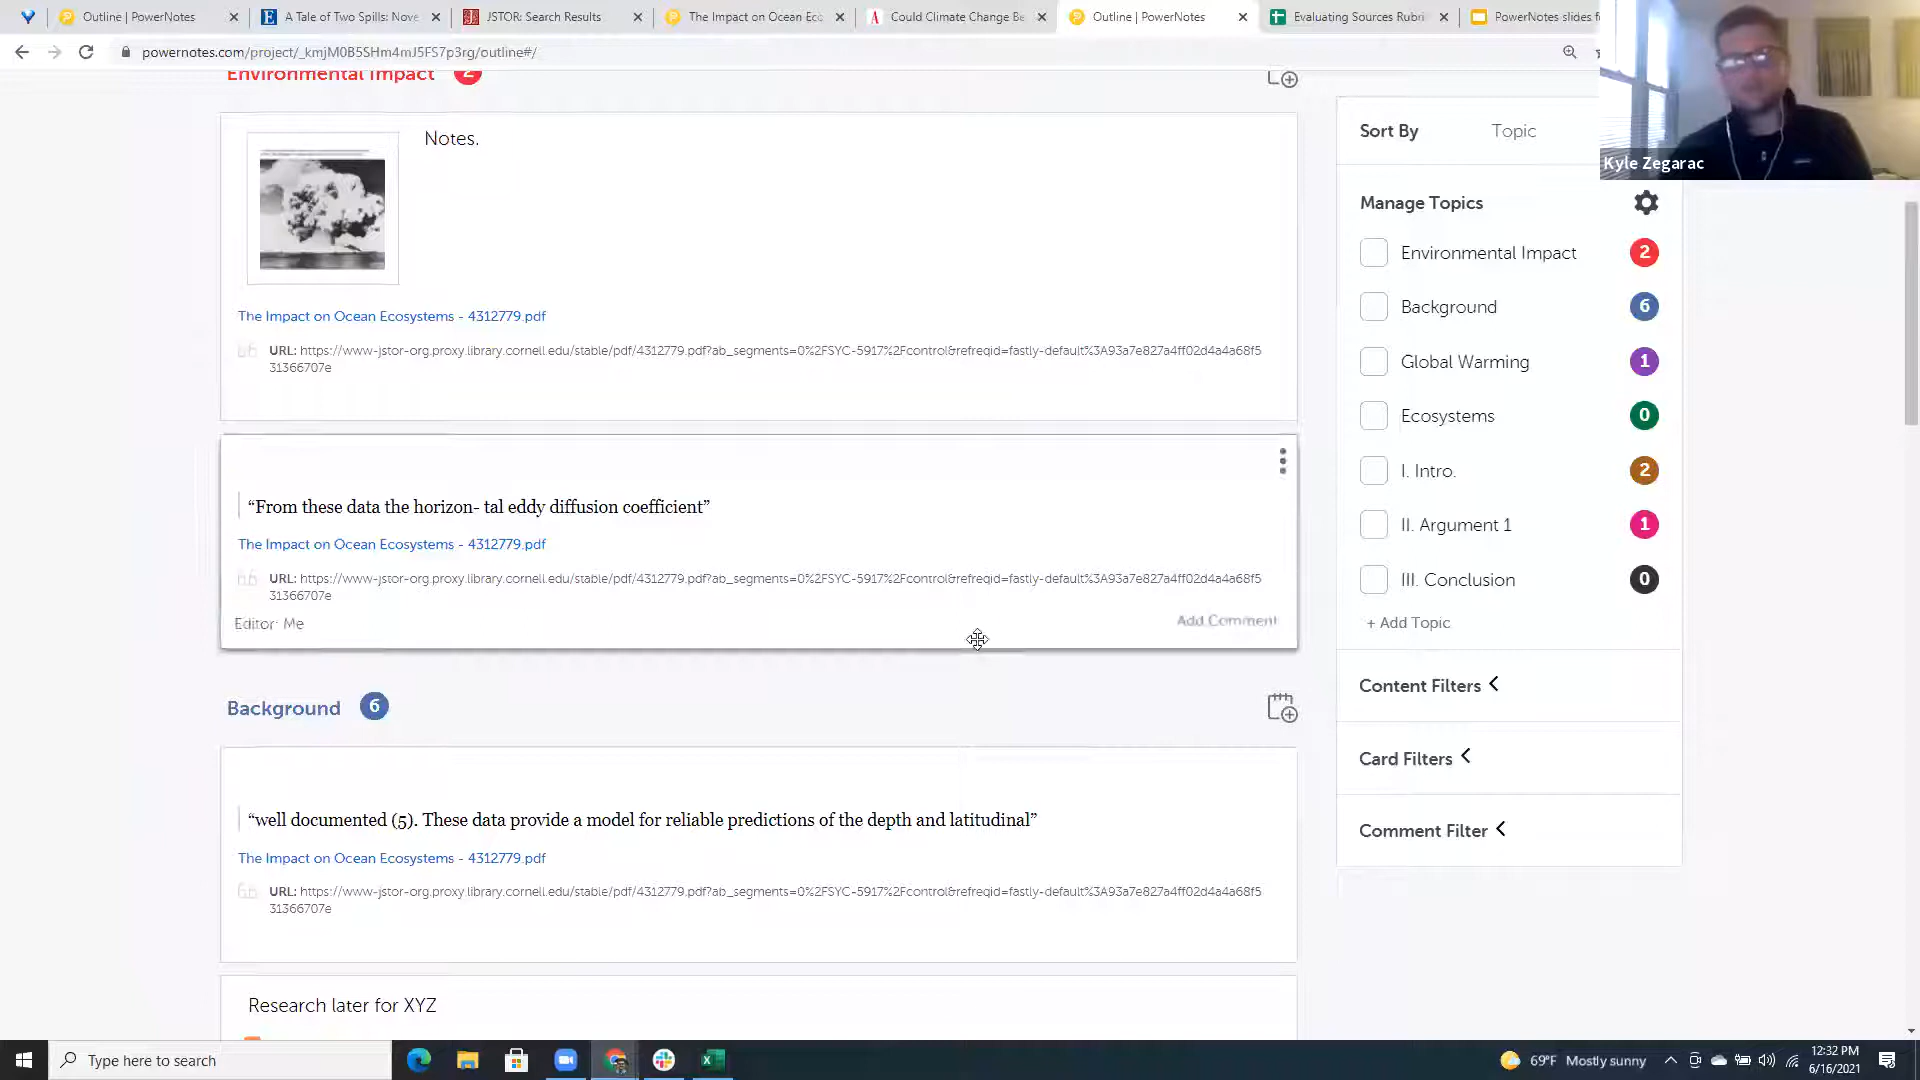 Outline | PowerNotes
A Tale of Two Spills: Nove
JSTOR: Search Results
The Impact on Ocean Eco
Could Climate Change Be
Outline | PowerNotes
Evaluating Sources Rubri
PowerNotes slides f
powernotes.com/project/_kmjM0B5SHm4mJ5FS7p3rg/outline#/
Kyle Zegarac
Environmental Impact 2
Notes.
The Impact on Ocean Ecosystems - 4312779.pdf
URL: https://www-jstor-org.proxy.library.cornell.edu/stable/pdf/4312779.pdf?ab_segments=0%2FSYC-5917%2Fcontrol&refreqid=fastly-default%3A93a7e827a4ff02d4a4a68f5
31366707e
“From these data the horizon- tal eddy diffusion coefficient”
The Impact on Ocean Ecosystems - 4312779.pdf
URL: https://www-jstor-org.proxy.library.cornell.edu/stable/pdf/4312779.pdf?ab_segments=0%2FSYC-5917%2Fcontrol&refreqid=fastly-default%3A93a7e827a4ff02d4a4a68f5
31366707e
Editor: Me
Add Comment
Background 6
“well documented (5). These data provide a model for reliable predictions of the depth and latitudinal”
The Impact on Ocean Ecosystems - 4312779.pdf
URL: https://www-jstor-org.proxy.library.cornell.edu/stable/pdf/4312779.pdf?ab_segments=0%2FSYC-5917%2Fcontrol&refreqid=fastly-default%3A93a7e827a4ff02d4a4a68f5
31366707e
Research later for XYZ
Sort By Topic
Manage Topics
Environmental Impact 2
Background 6
Global Warming 1
Ecosystems 0
I. Intro. 2
II. Argument 1 1
III. Conclusion 0
+ Add Topic
Content Filters
Card Filters
Comment Filter
Type here to search
69°F Mostly sunny
12:32 PM
6/16/2021